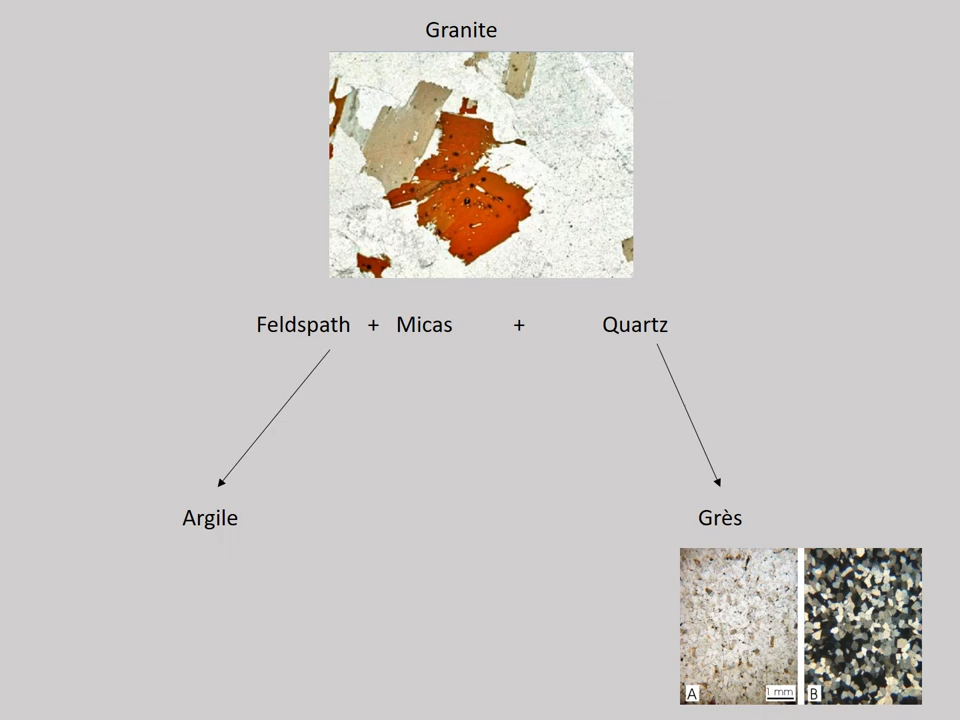 Granite
Feldspath + Micas + Quartz
Argile
Grès
A 1 mm B